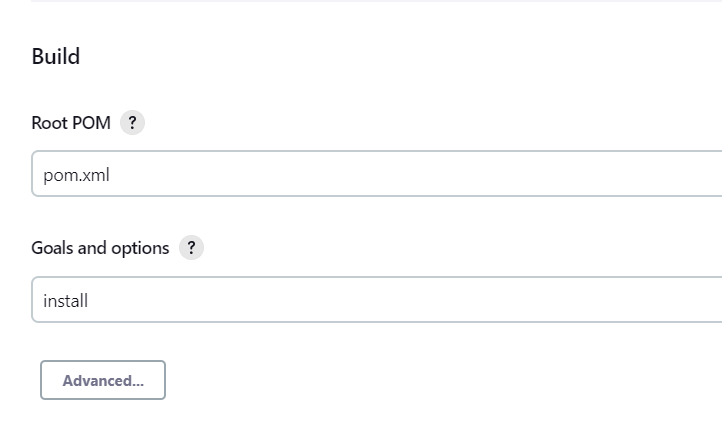 Build
Root POM ?
pom.xml
Goals and options ?
install
Advanced...